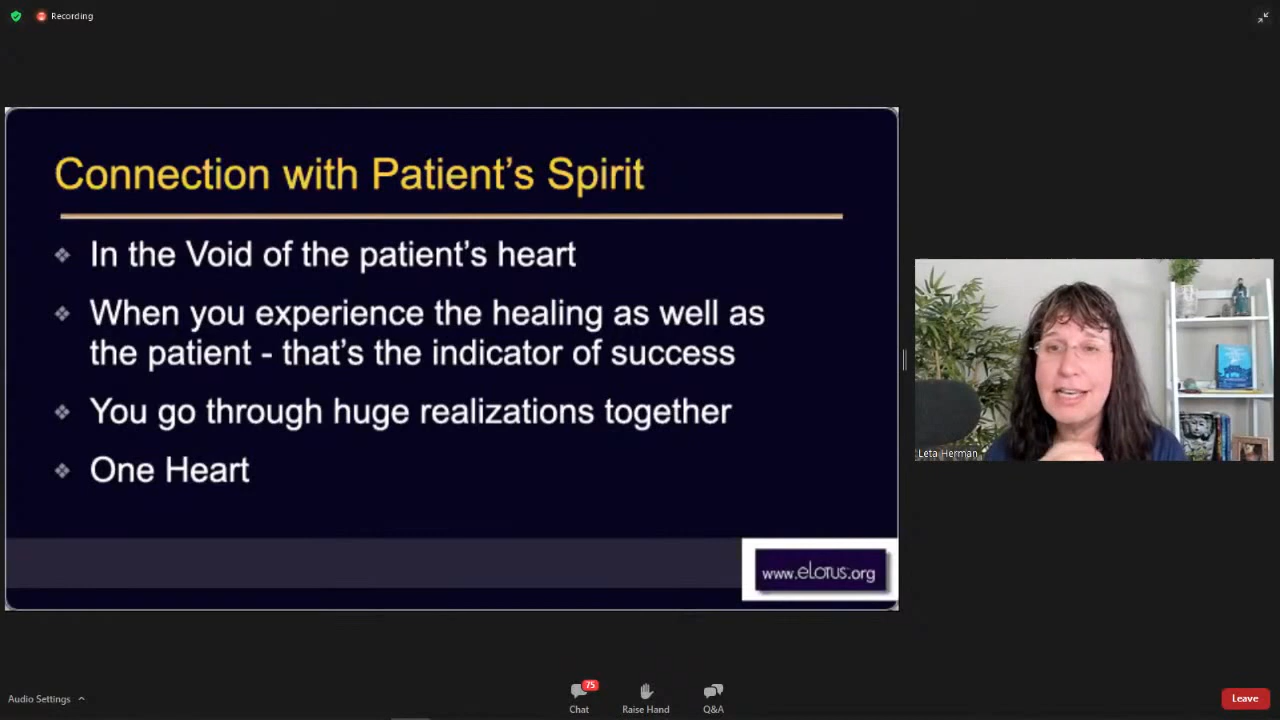 Recording
Connection with Patient's Spirit
In the Void of the patient's heart
When you experience the healing as well as
the patient - that's the indicator of success
You go through huge realizations together
One Heart
www.eLotus.org
Leta Herman
Audio Settings
75
Chat
Raise Hand
Q&A
Leave